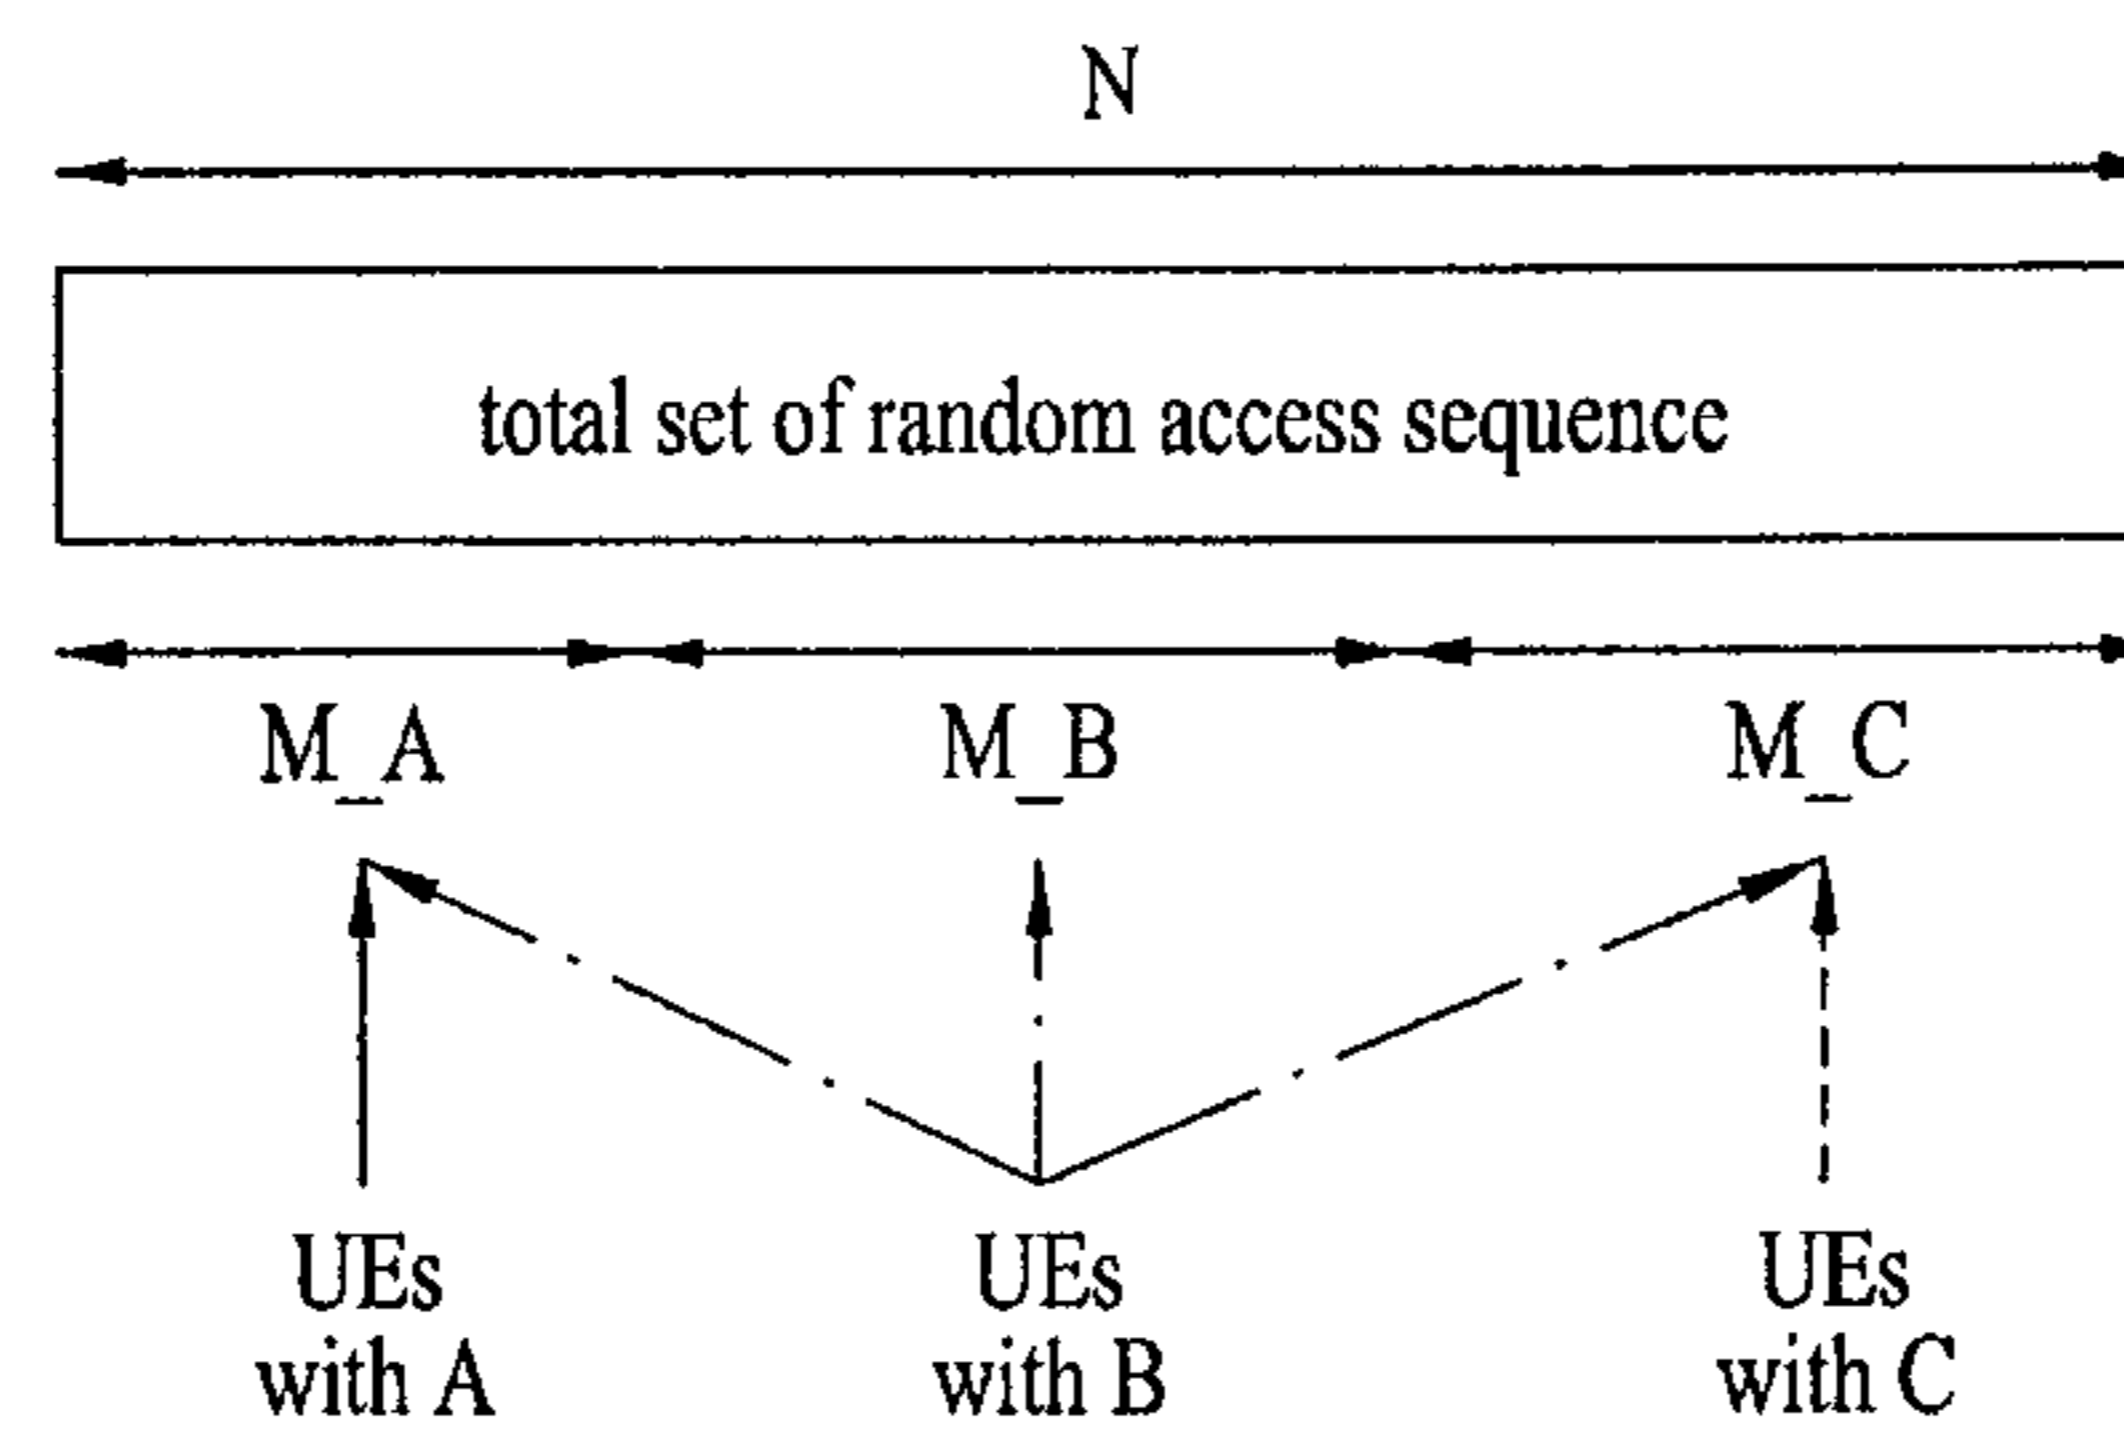 N
total set of random access sequence
M_A M_B M_C
UEs UEs UEs
with A with B with C